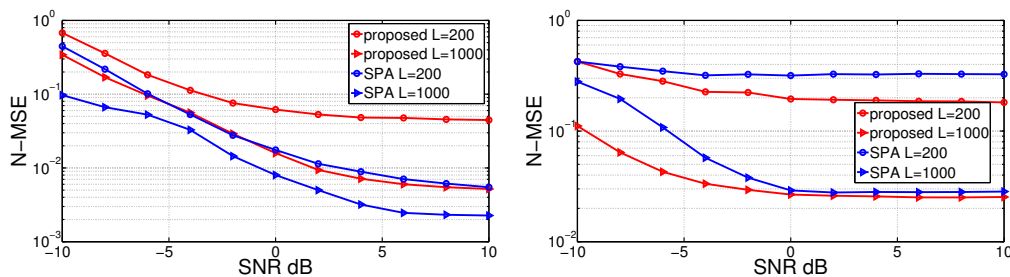 10^0
10^-1
10^-2
10^-3
N-MSE
-10
-5
0
5
10
SNR dB
proposed L=200
proposed L=1000
SPA L=200
SPA L=1000
10^0
10^-1
10^-2
N-MSE
-10
-5
0
5
10
SNR dB
proposed L=200
proposed L=1000
SPA L=200
SPA L=1000